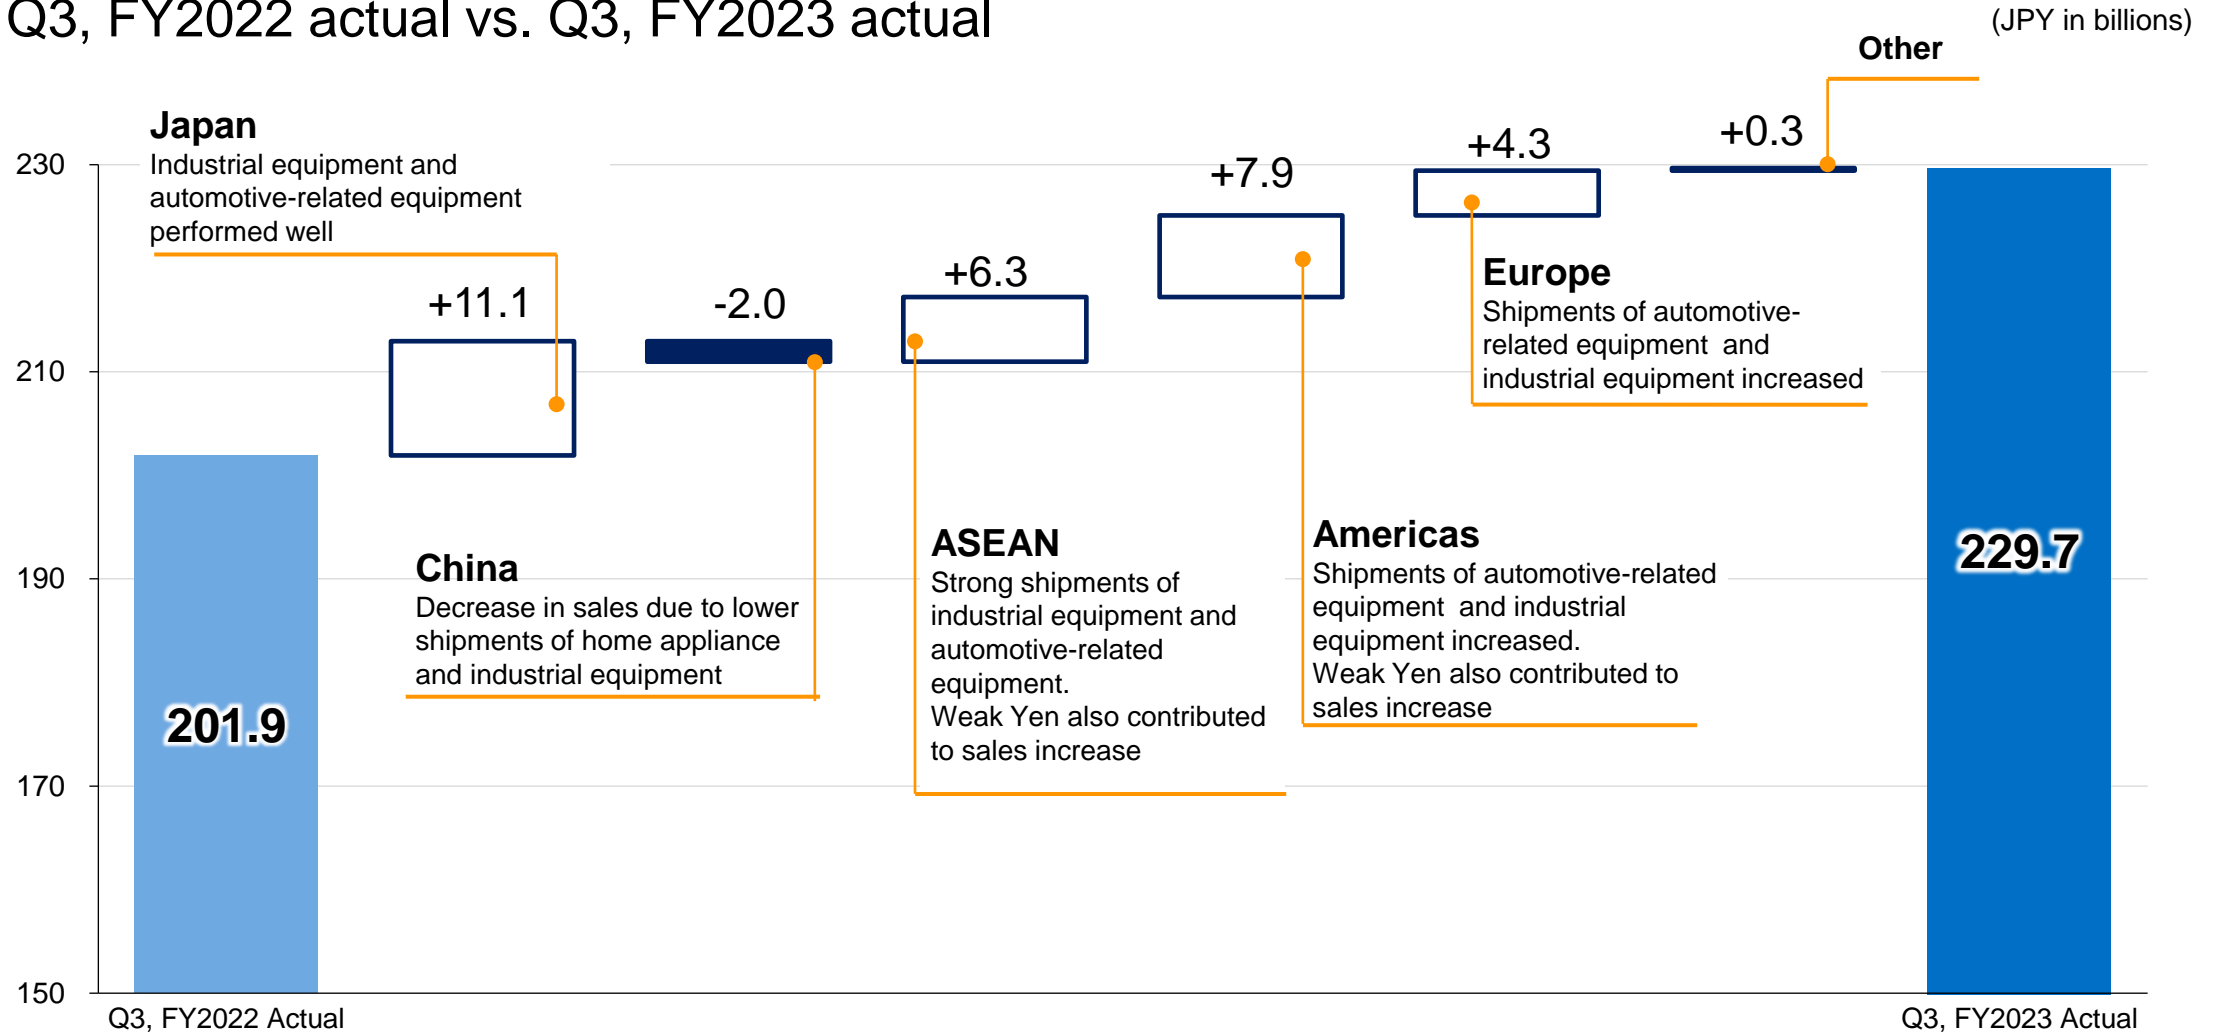 Q3, FY2022 actual vs. Q3, FY2023 actual
(JPY in billions)
Other
Japan
Industrial equipment and
automotive-related equipment
performed well
+11.1
-2.0
+6.3
+7.9
+4.3
+0.3
Europe
Shipments of automotive-
related equipment and
industrial equipment increased
China
Decrease in sales due to lower
shipments of home appliance
and industrial equipment
ASEAN
Strong shipments of
industrial equipment and
automotive-related
equipment.
Weak Yen also contributed
to sales increase
Americas
Shipments of automotive-related
equipment and industrial
equipment increased.
Weak Yen also contributed to
sales increase
201.9
229.7
230
210
190
170
150
Q3, FY2022 Actual
Q3, FY2023 Actual